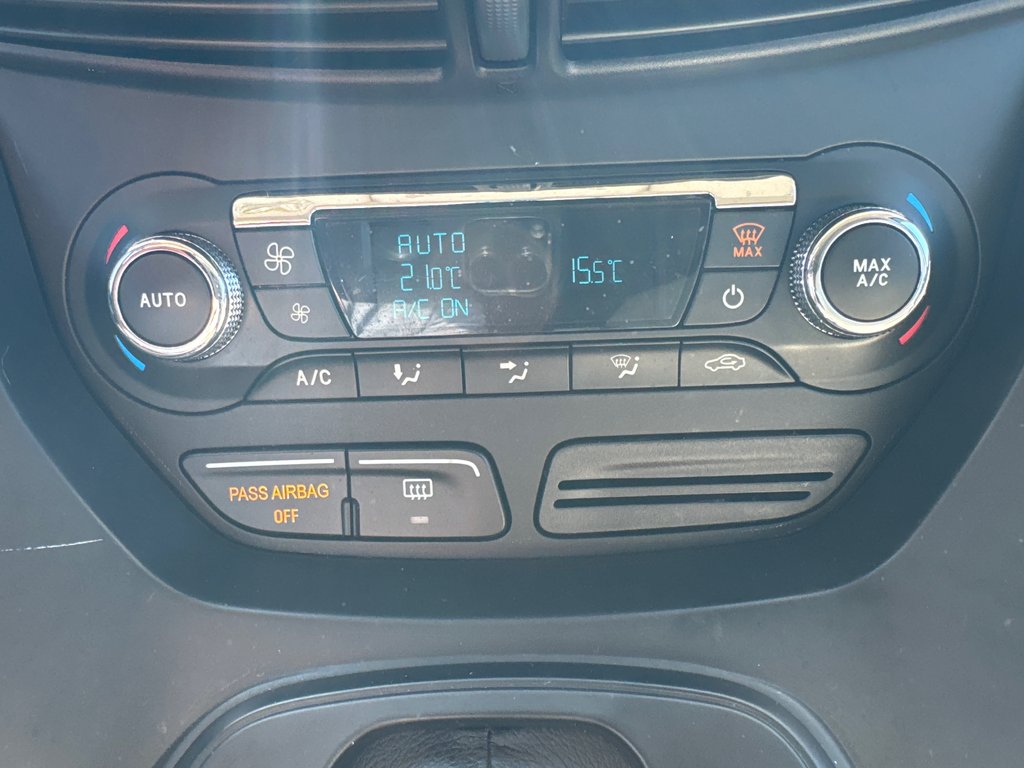 AUTO
AUTO
21.0°C
A/C ON
15.5°C
MAX
MAX
A/C
A/C
PASS AIRBAG
OFF